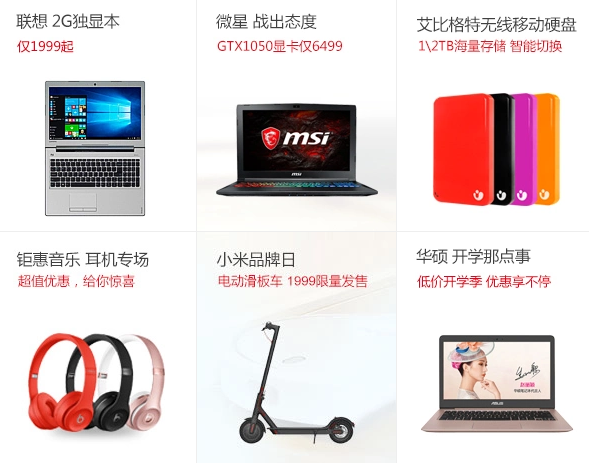 联想 2G独显本
仅1999起
微星 战出态度
GTX1050显卡仅6499
msi
msi
艾比格特无线移动硬盘
1\2TB海量存储 智能切换
钜惠音乐 耳机专场
超值优惠，给你惊喜
小米品牌日
电动滑板车 1999限量发售
华硕 开学那点事
低价开学季 优惠享不停
ASUS